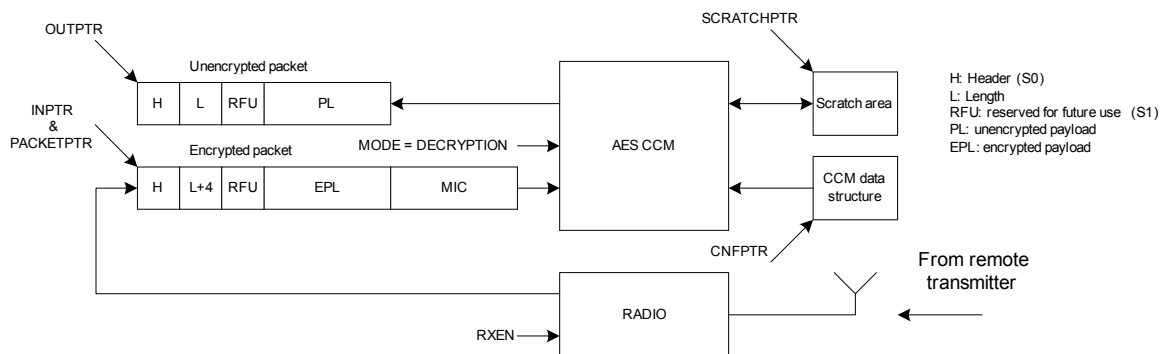 SCRATCHPTR
OUTPTR
Unencrypted packet
H L RFU PL
Scratch area
H: Header (S0)
L: Length
RFU: reserved for future use (S1)
PL: unencrypted payload
EPL: encrypted payload
INPTR
&
PACKETPTR
MODE = DECRYPTION
AES CCM
Encrypted packet
H L+4 RFU EPL MIC
CCM data
structure
CNFPTR
From remote
transmitter
RADIO
RXEN